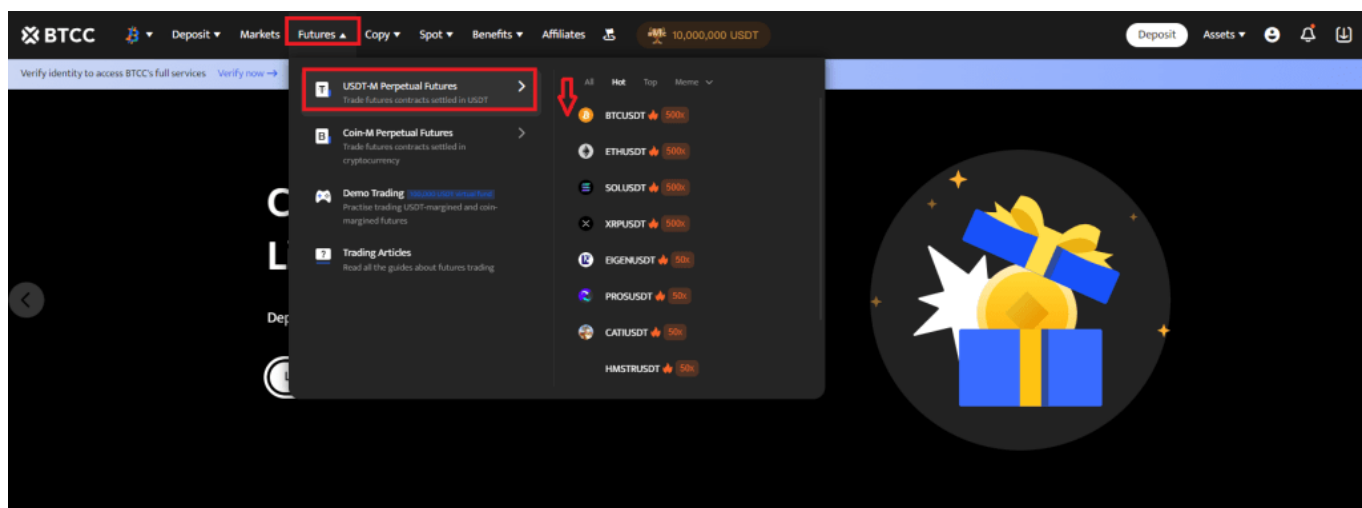 BTCC
Deposit
Markets
Futures
Copy
Spot
Benefits
Affiliates
10,000,000 USDT
Deposit
Assets
Verify identity to access BTCC's full services Verify now →
USDT-M Perpetual Futures
Trade futures contracts settled in USDT
Coin-M Perpetual Futures
Trade futures contracts settled in
cryptocurrency
Demo Trading
Practise trading USDT-margined and coin-
margined futures
Trading Articles
Read all the guides about futures trading
All Hot Top Meme
BTCUSDT 500x
ETHUSDT 500x
SOLUSDT 500x
XRPUSDT 500x
EIGENUSDT 50x
PROSUSDT 50x
CATIUSDT 50x
HMSTRUSDT 50x
C
L
Dep